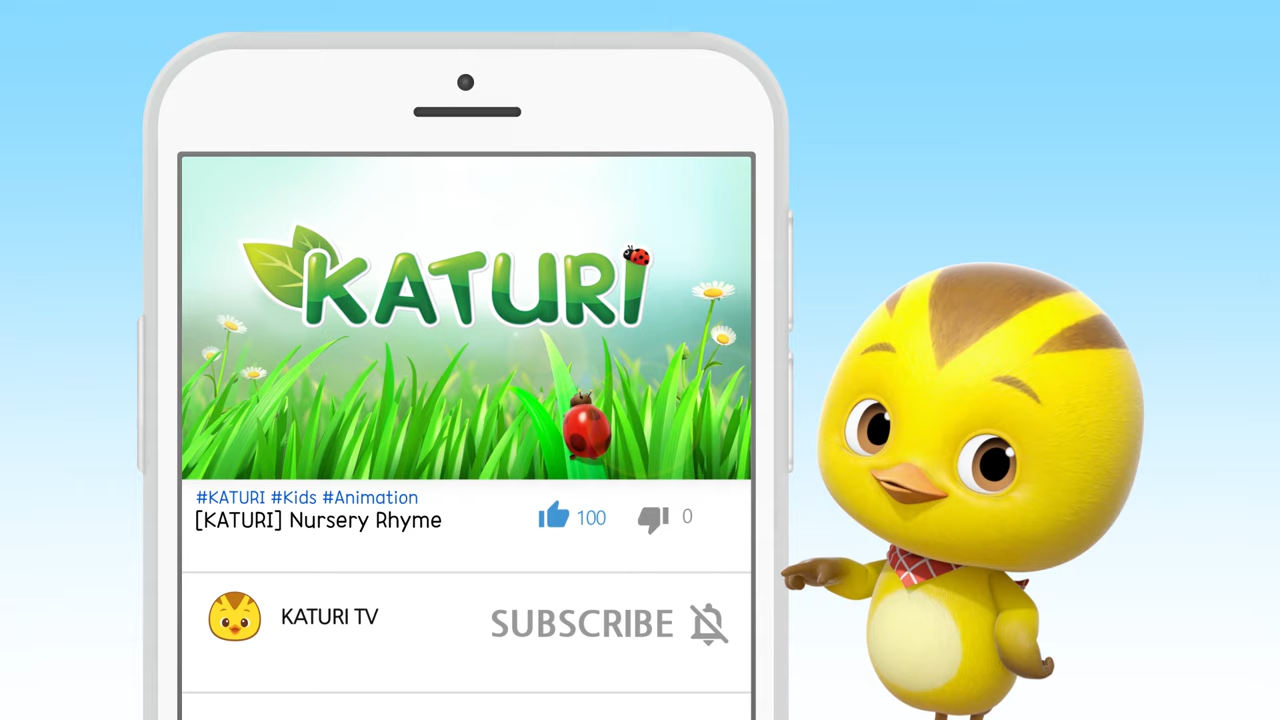 KATURI
#KATURI #Kids #Animation
[KATURI] Nursery Rhyme
100
0
KATURI TV
SUBSCRIBE